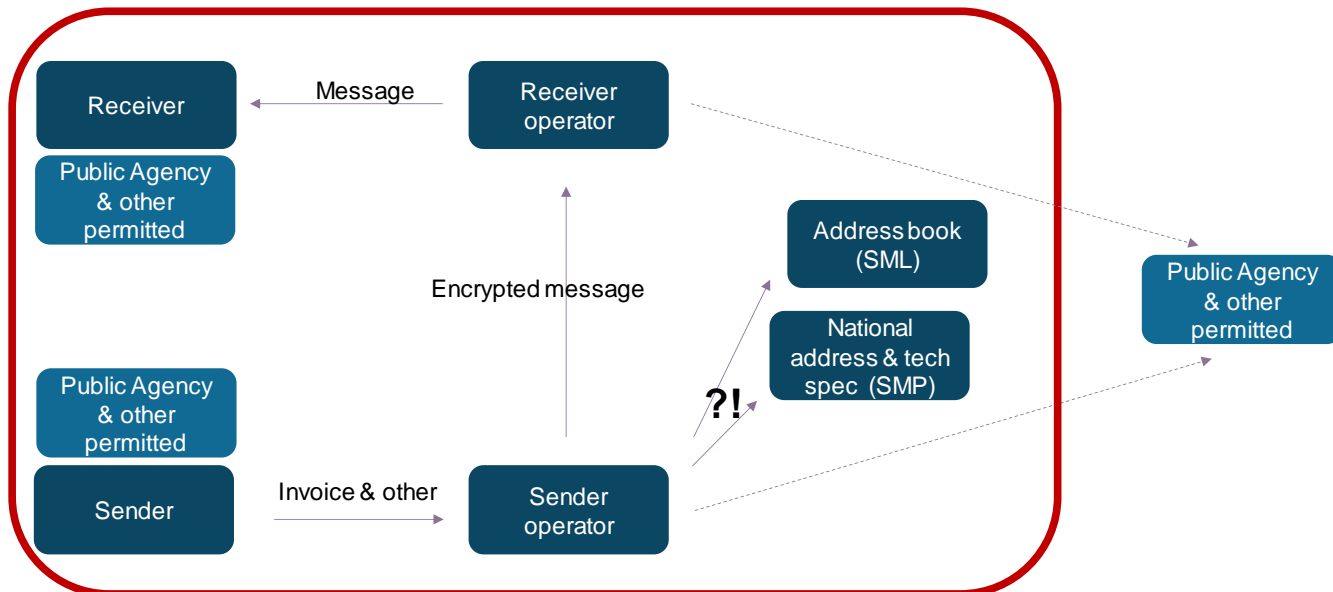 Receiver
Message
Receiver
operator
Public Agency
& other
permitted
Address book
(SML)
Public Agency
& other
permitted
Encrypted message
National
address & tech
spec (SMP)
?!
Public Agency
& other
permitted
Sender
Invoice & other
Sender
operator